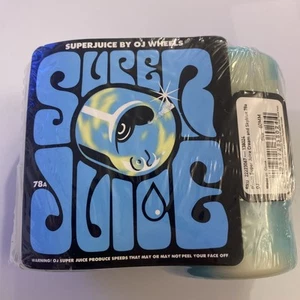 SUPERJUICE BY OJ WHEELS
SUPER
OJ
78A
JUICE
WARNING! OJ SUPER JUICE PRODUCE SPEEDS THAT MAY OR MAY NOT PEEL YOUR FACE OFF